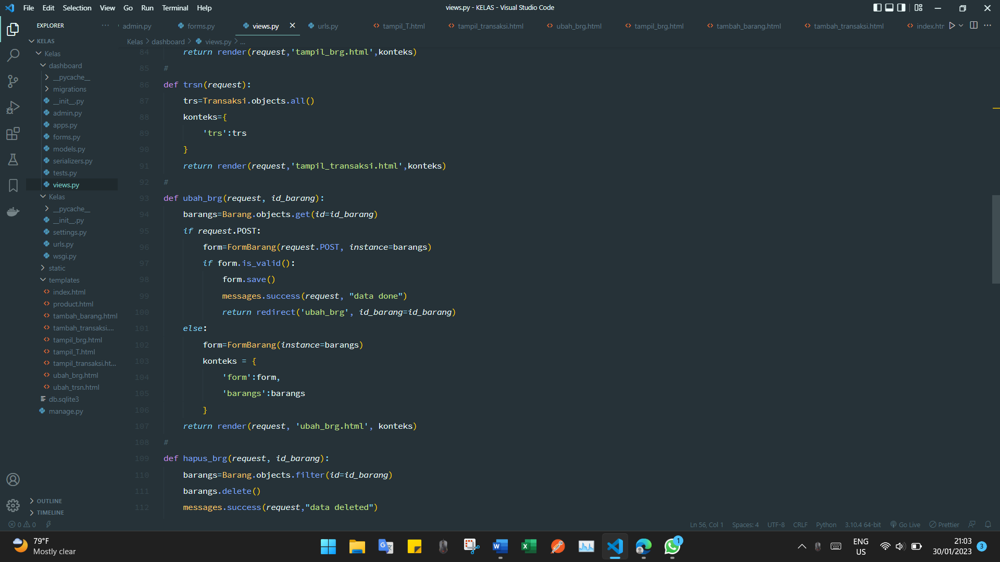 File Edit Selection View Go Run Terminal Help
views.py - KELAS - Visual Studio Code
EXPLORER
admin.py
forms.py
views.py
urls.py
tampil_T.html
tampil_transaksi.html
ubah_brg.html
tampil_brg.html
tambah_barang.html
tambah_transaksi.html
index.htr
KELAS
Kelas > dashboard > views.py > ...
Kelas
dashboard
__pycache__
migrations
__init__.py
admin.py
apps.py
forms.py
models.py
serializers.py
tests.py
views.py
Kelas
__pycache__
__init__.py
settings.py
urls.py
wsgi.py
static
templates
index.html
product.html
tambah_barang.html
tambah_transaksi....
tampil_brg.html
tampil_T.html
tampil_transaksi.ht...
ubah_brg.html
ubah_trsn.html
db.sqlite3
manage.py
OUTLINE
TIMELINE
84 return render(request,'tampil_brg.html',konteks)
85 #
86 def trsn(request):
87 trs=Transaksi.objects.all()
88 konteks={
89 'trs':trs
90 }
91 return render(request,'tampil_transaksi.html',konteks)
92 #
93 def ubah_brg(request, id_barang):
94 barangs=Barang.objects.get(id=id_barang)
95 if request.POST:
96 form=FormBarang(request.POST, instance=barangs)
97 if form.is_valid():
98 form.save()
99 messages.success(request, "data done")
100 return redirect('ubah_brg', id_barang=id_barang)
101 else:
102 form=FormBarang(instance=barangs)
103 konteks = {
104 'form':form,
105 'barangs':barangs
106 }
107 return render(request, 'ubah_brg.html', konteks)
108 #
109 def hapus_brg(request, id_barang):
110 barangs=Barang.objects.filter(id=id_barang)
111 barangs.delete()
112 messages.success(request,"data deleted")
0 0
Ln 56, Col 1 Spaces: 4 UTF-8 CRLF Python 3.10.4 64-bit Go Live Prettier
79°F
Mostly clear
1
ENG
US
21:03
30/01/2023
3